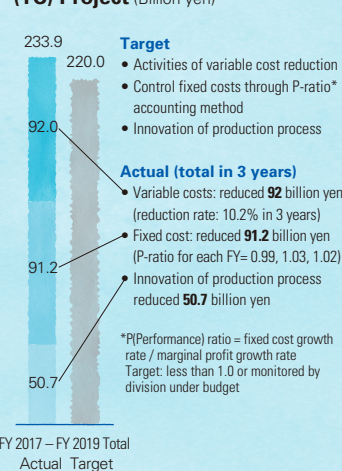 (TC) Project (Billion yen)
233.9
220.0
92.0
91.2
50.7
FY 2017 – FY 2019 Total
Actual Target
Target
• Activities of variable cost reduction
• Control fixed costs through P-ratio*
accounting method
• Innovation of production process
Actual (total in 3 years)
• Variable costs: reduced 92 billion yen
(reduction rate: 10.2% in 3 years)
• Fixed cost: reduced 91.2 billion yen
(P-ratio for each FY= 0.99, 1.03, 1.02)
• Innovation of production process
reduced 50.7 billion yen
*P(Performance) ratio = fixed cost growth
rate / marginal profit growth rate
Target: less than 1.0 or monitored by
division under budget